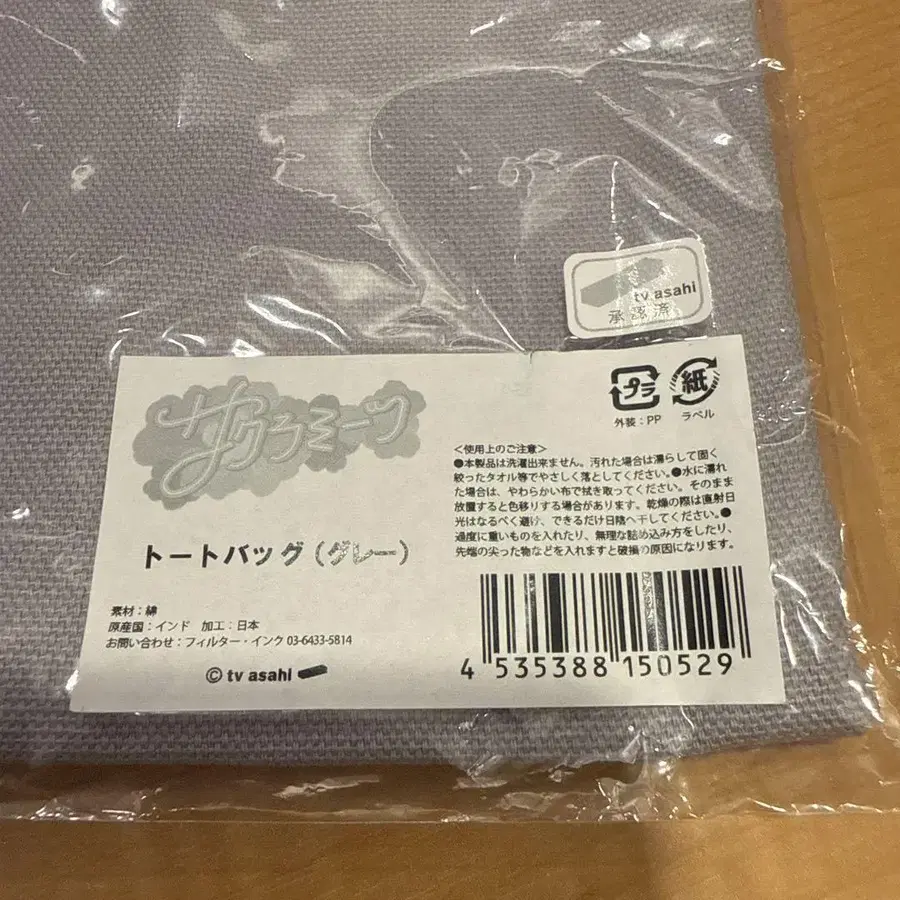 tv asahi
承認済
ザクろミーツ
プラ
紙
外装:PP
ラベル
<使用上のご注意>
●本製品は洗濯出来ません。汚れた場合は濡らして固く
絞ったタオル等でやさしく落としてください。●水に濡れ
た場合は、やわらかい布で拭き取ってください。そのまま
放置すると色移りする場合があります。乾燥の際は直射日
光はなるべく避け、できるだけ日陰へ干してください。●
過度に重いものを入れたり、無理な詰め込み方をしたり、
先端の尖った物などを入れますと破損の原因になります。
トートバッグ(グレー)
素材:綿
原産国:インド 加工:日本
お問い合わせ:フィルター・インク 03-6433-5814
© tv asahi
4 535388 150529